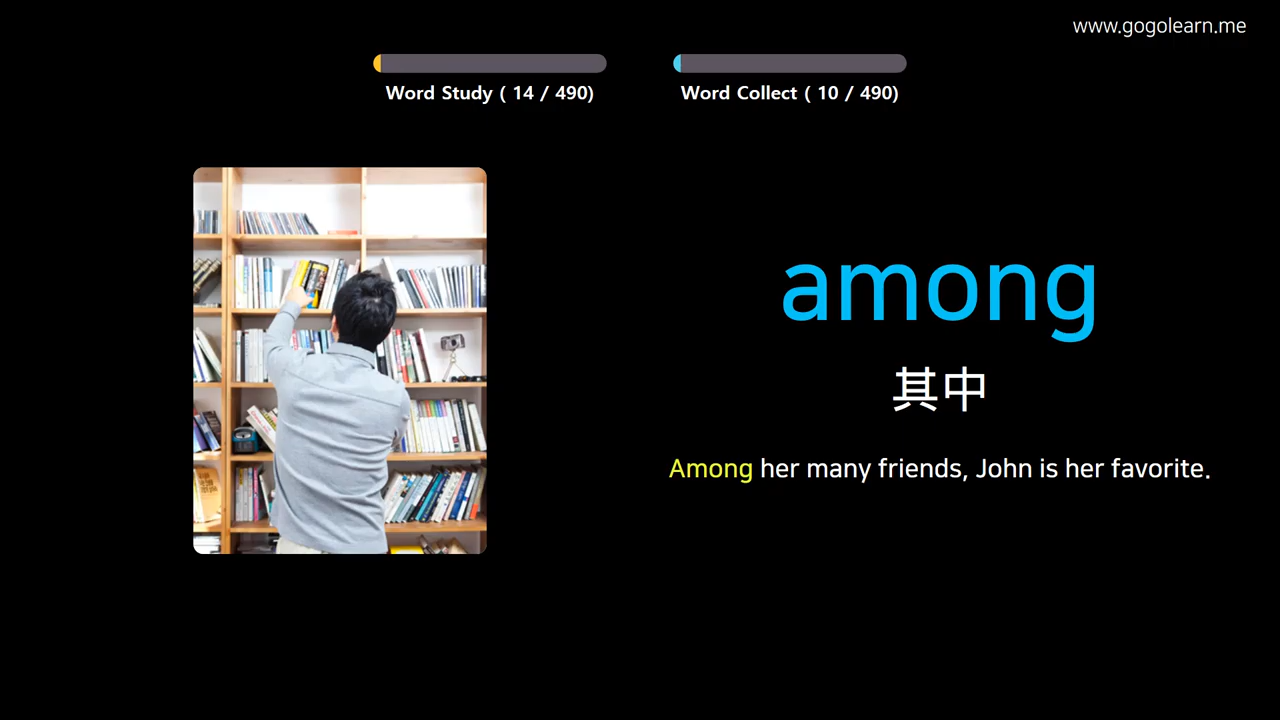 www.gogolearn.me
Word Study ( 14 / 490)
Word Collect ( 10 / 490)
among
其中
Among her many friends, John is her favorite.